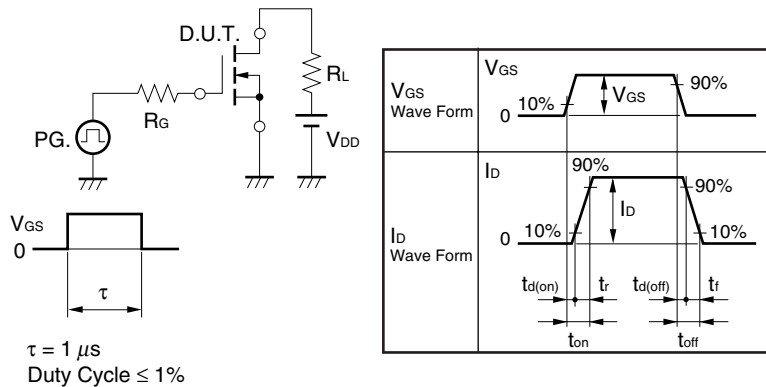 D.U.T.
RL
RG
PG.
VDD
VGS
0
τ
τ = 1 μs
Duty Cycle ≤ 1%
VGS
Wave Form
VGS
10%
0
VGS
90%
ID
Wave Form
ID
90%
90%
ID
10%
0
10%
td(on)
tr
td(off)
tf
ton
toff